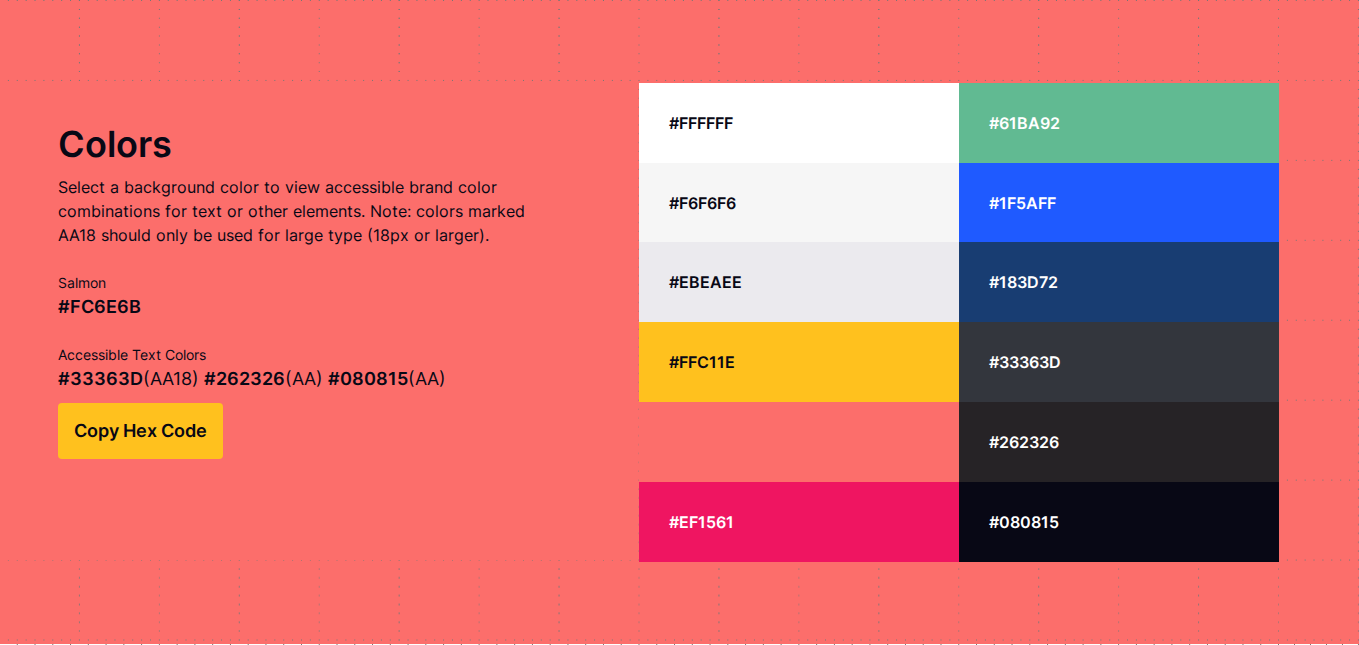 Colors
Select a background color to view accessible brand color
combinations for text or other elements. Note: colors marked
AA18 should only be used for large type (18px or larger).
Salmon
#FC6E6B
Accessible Text Colors
#33363D(AA18) #262326(AA) #080815(AA)
Copy Hex Code
#FFFFFF
#61BA92
#F6F6F6
#1F5AFF
#EBEAEE
#183D72
#FFC11E
#33363D
#262326
#EF1561
#080815